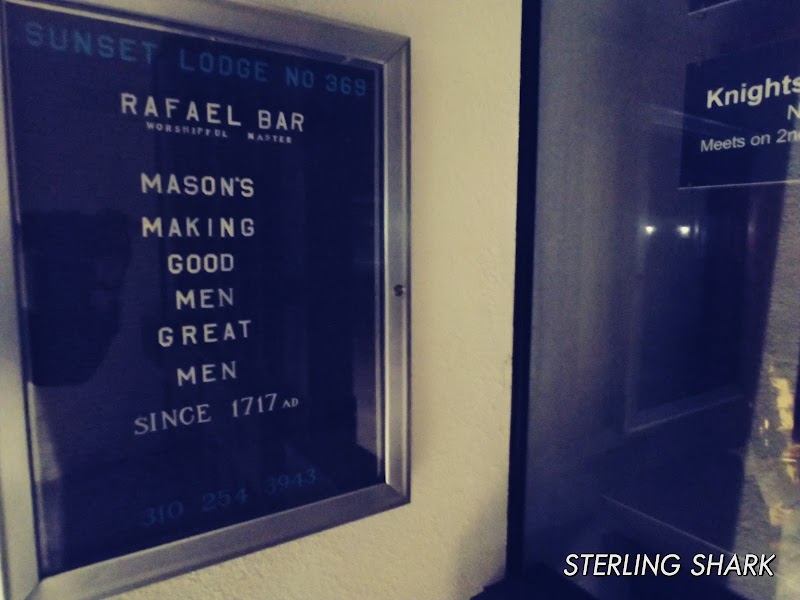 SUNSET LODGE NO 369
RAFAEL BAR
WORSHIPFUL MASTER
MASON'S
MAKING
GOOD
MEN
GREAT
MEN
SINCE 1717 AD
310 254 3943
Knights
N
Meets on 2nd
STERLING SHARK